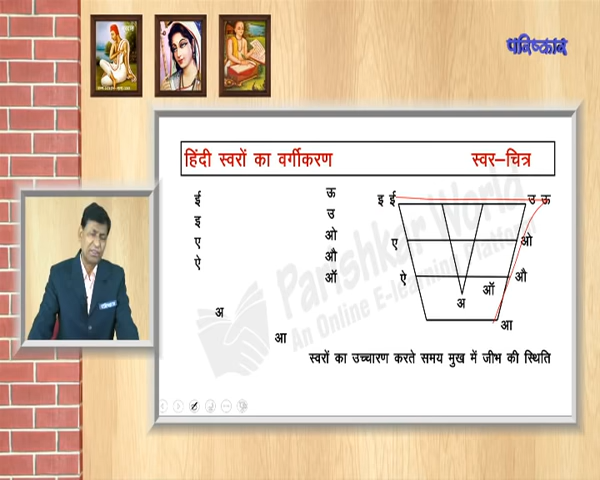 परिष्कार
हिंदी स्वरों का वर्गीकरण स्वर–चित्र
ई ऊ इ ई उ ऊ
इ उ
ए ओ ए ओ
ऐ औ ऐ औ
ऑ अ ऑ
अ आ
आ
स्वरों का उच्चारण करते समय मुख में जीभ की स्थिति
Parishkar World
An Online E-learning Platform